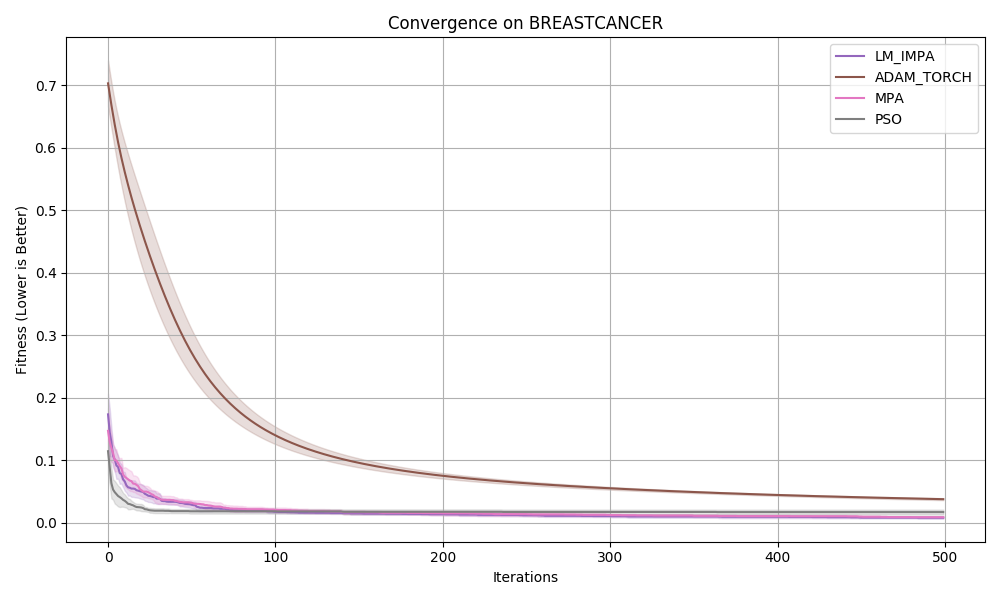 Convergence on BREASTCANCER
LM_IMPA
ADAM_TORCH
MPA
PSO
Fitness (Lower is Better)
0.7
0.6
0.5
0.4
0.3
0.2
0.1
0.0
0 100 200 300 400 500
Iterations